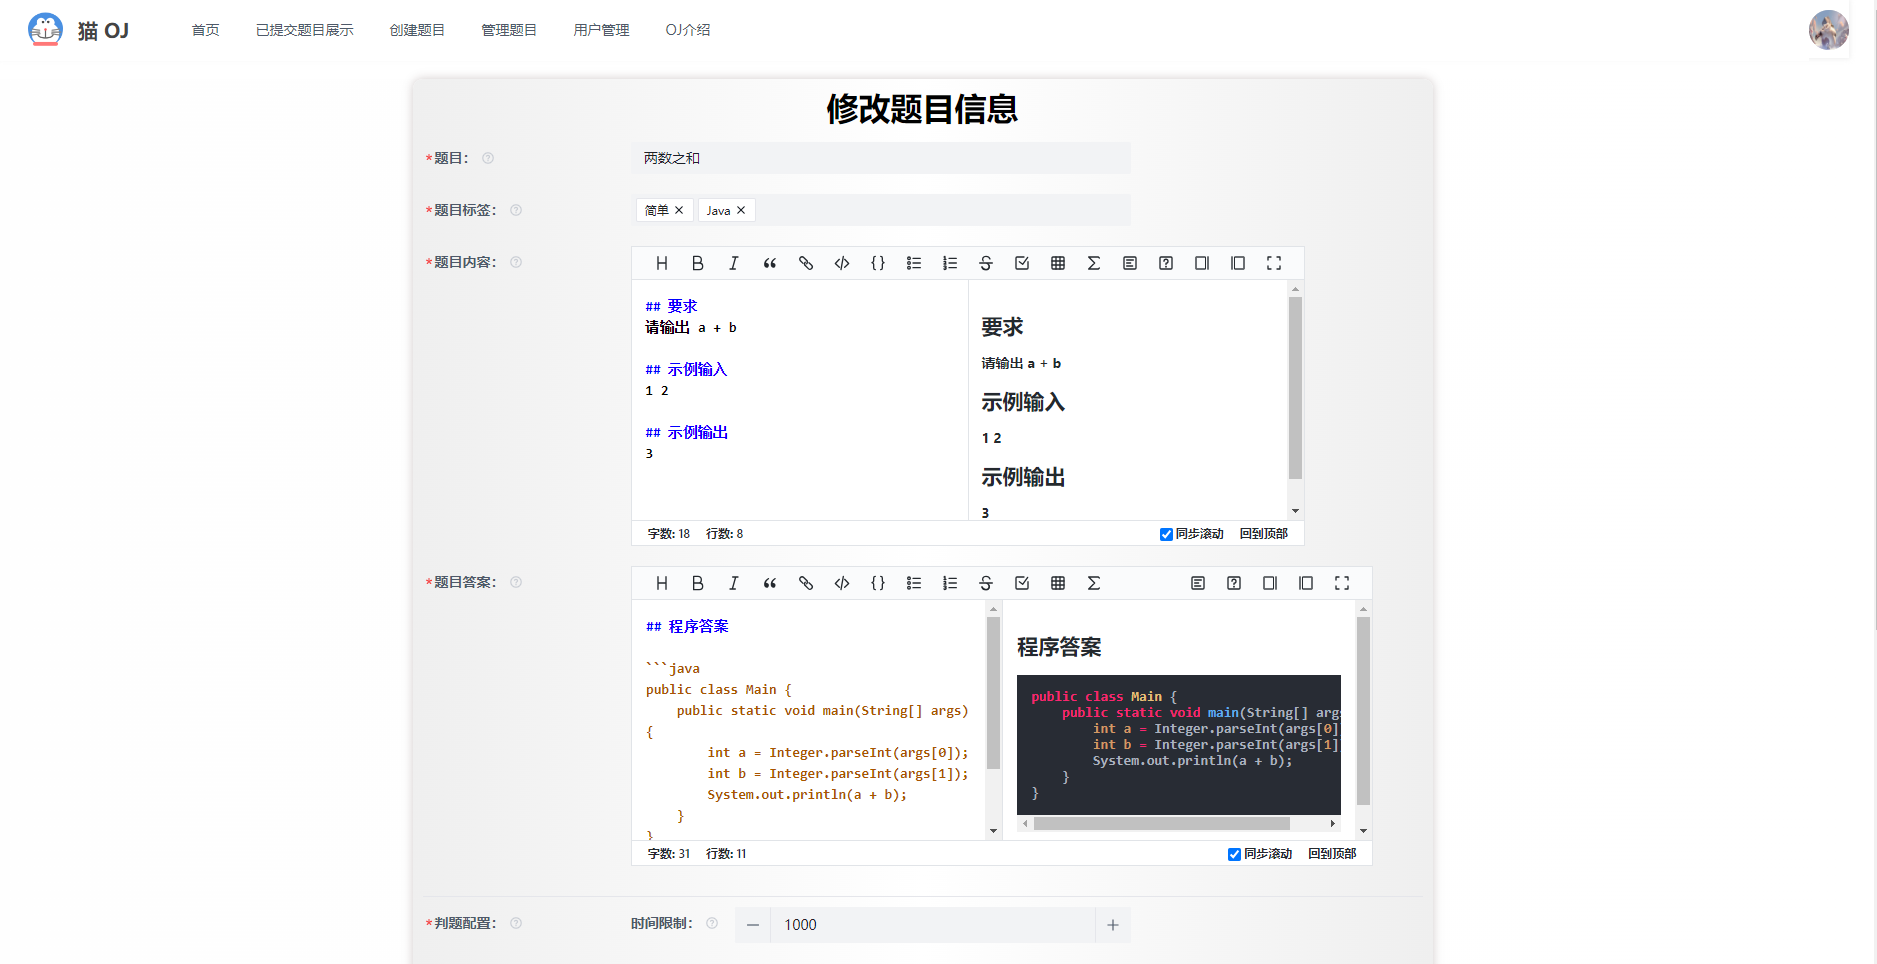 猫 OJ
首页 已提交题目展示 创建题目 管理题目 用户管理 OJ介绍
修改题目信息
*题目：
两数之和
*题目标签：
简单 Java
*题目内容：
## 要求
请输出 a + b
## 示例输入
1 2
## 示例输出
3
要求
请输出 a + b
示例输入
1 2
示例输出
3
字数: 18 行数: 8
同步滚动 回到顶部
*题目答案：
## 程序答案
```java
public class Main {
    public static void main(String[] args)
{
        int a = Integer.parseInt(args[0]);
        int b = Integer.parseInt(args[1]);
        System.out.println(a + b);
    }
}
程序答案
public class Main {
    public static void main(String[] args
        int a = Integer.parseInt(args[0]
        int b = Integer.parseInt(args[1]
        System.out.println(a + b);
    }
}
字数: 31 行数: 11
同步滚动 回到顶部
*判题配置：
时间限制：
1000